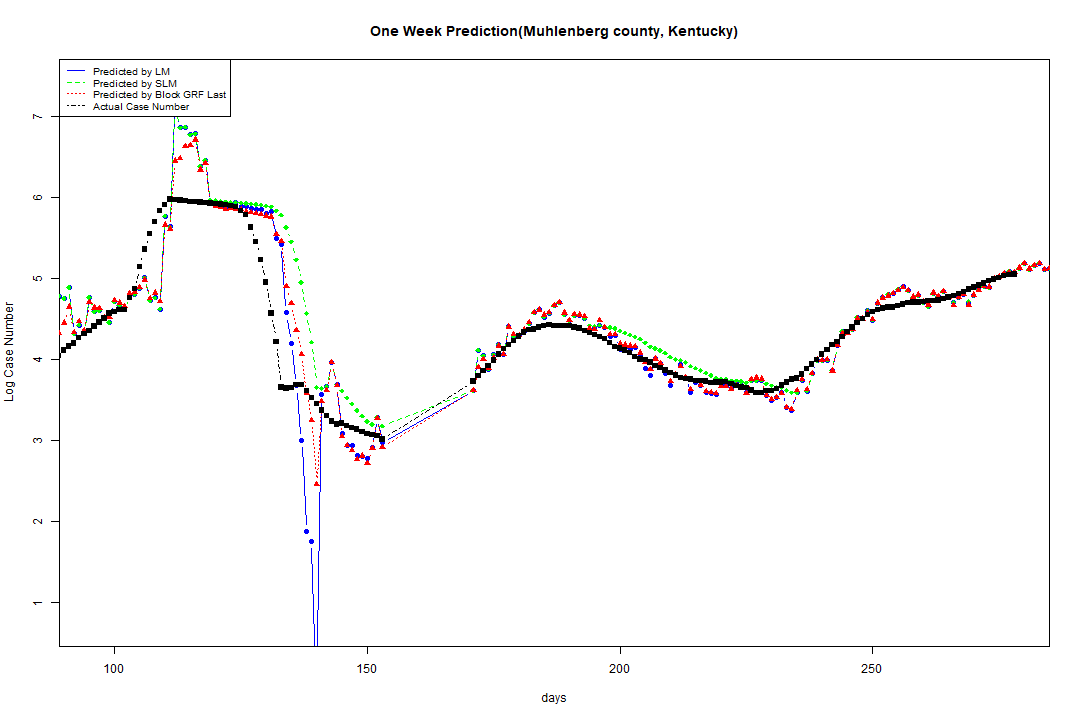 One Week Prediction(Muhlenberg county, Kentucky)
Predicted by LM
Predicted by SLM
Predicted by Block GRF Last
Actual Case Number
7
6
5
4
3
2
1
Log Case Number
100
150
200
250
days